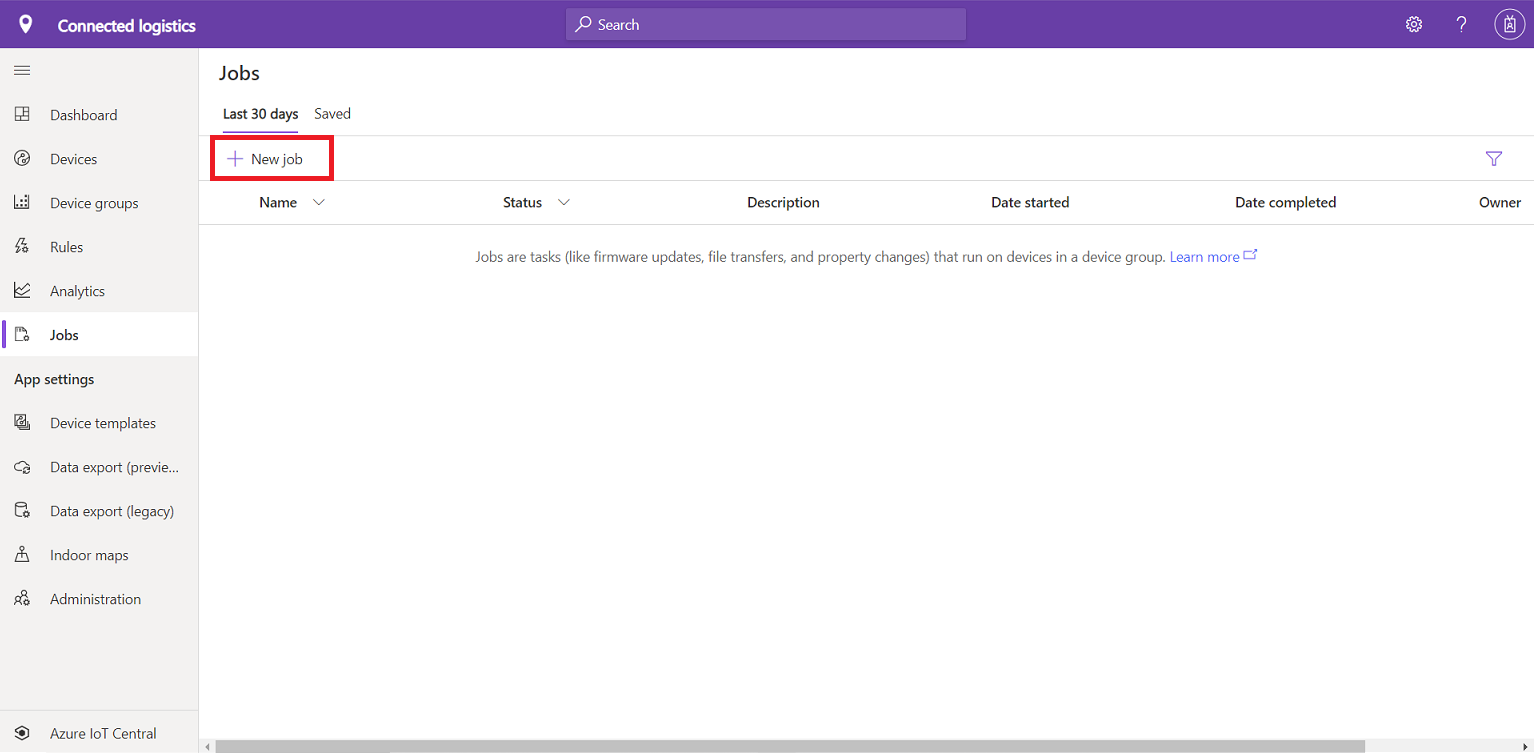 Connected logistics
Search
?
Jobs
Last 30 days Saved
New job
Name Status Description Date started Date completed Owner
Jobs are tasks (like firmware updates, file transfers, and property changes) that run on devices in a device group. Learn more
Dashboard
Devices
Device groups
Rules
Analytics
Jobs
App settings
Device templates
Data export (previe...
Data export (legacy)
Indoor maps
Administration
Azure IoT Central